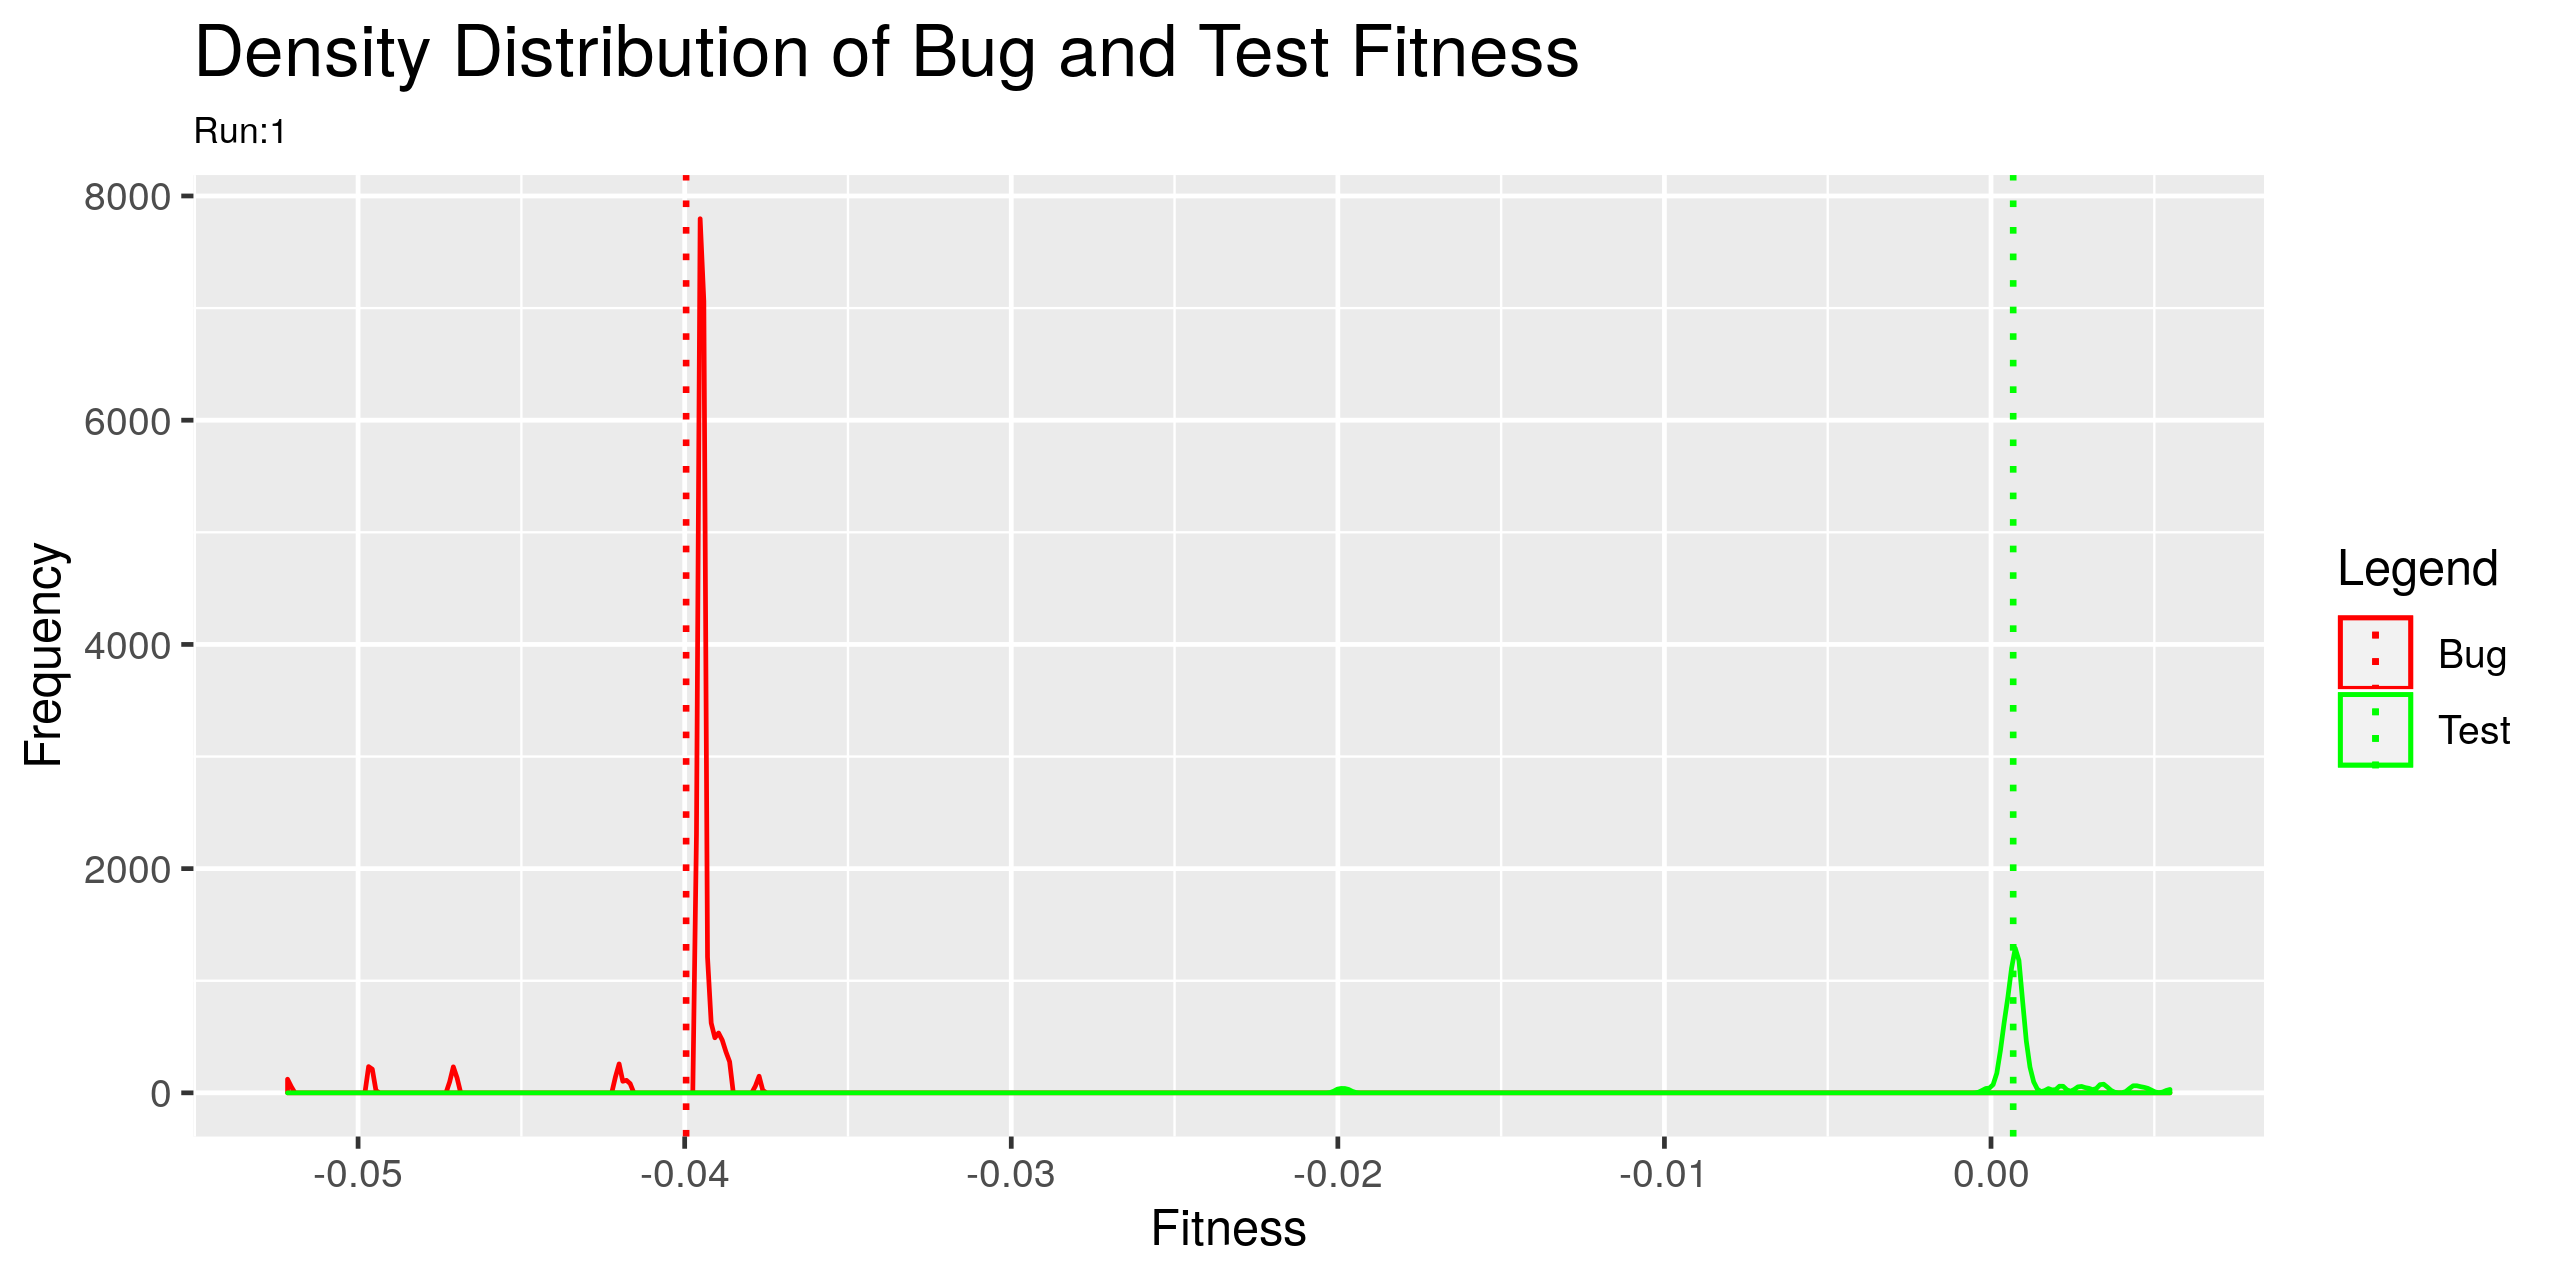 Density Distribution of Bug and Test Fitness
Run:1
8000
6000
4000
2000
0
Frequency
-0.05
-0.04
-0.03
-0.02
-0.01
0.00
Fitness
Legend
Bug
Test